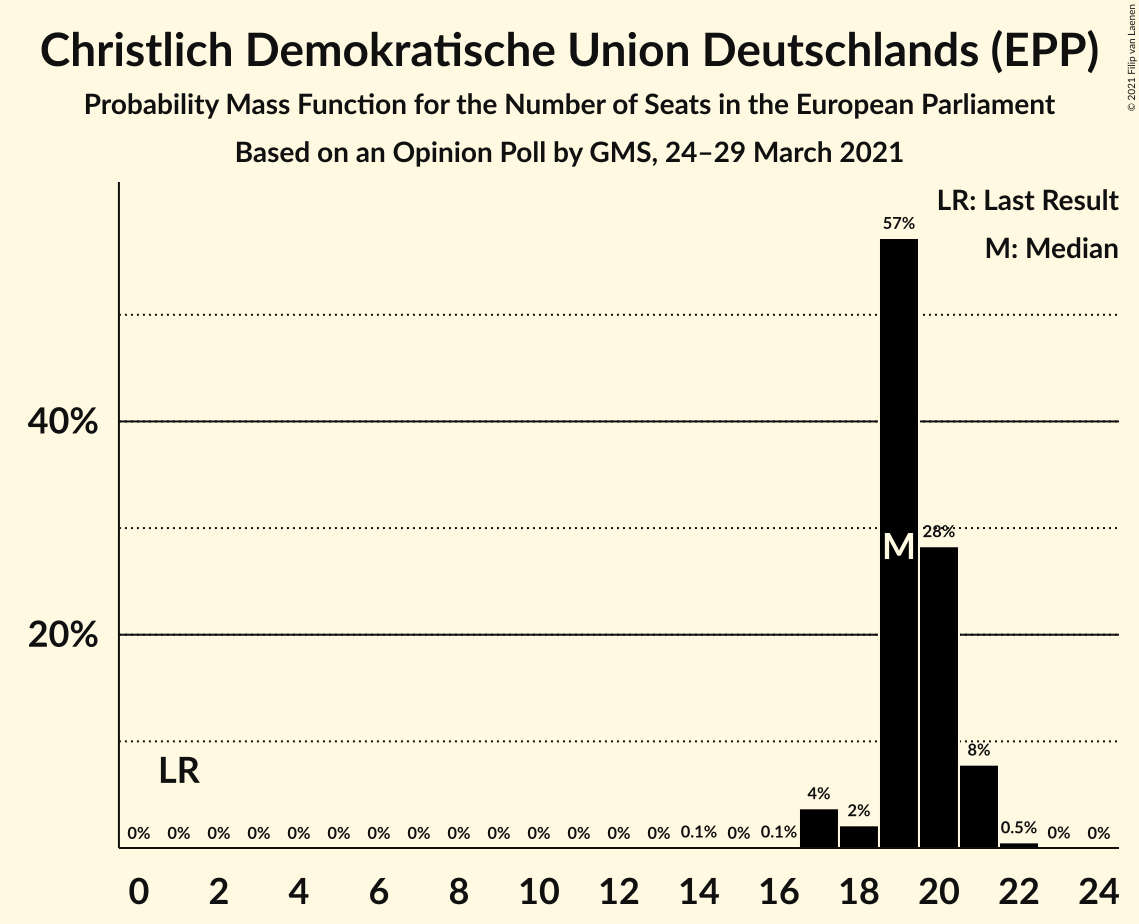 Christlich Demokratische Union Deutschlands (EPP)
Probability Mass Function for the Number of Seats in the European Parliament
Based on an Opinion Poll by GMS, 24–29 March 2021
© 2021 Filip van Laenen
LR: Last Result
M: Median
57%
40%
28%
M
20%
8%
LR
4%
2%
0% 0% 0% 0% 0% 0% 0% 0% 0% 0% 0% 0% 0% 0% 0.1% 0% 0.1% 0.5% 0% 0%
0 2 4 6 8 10 12 14 16 18 20 22 24